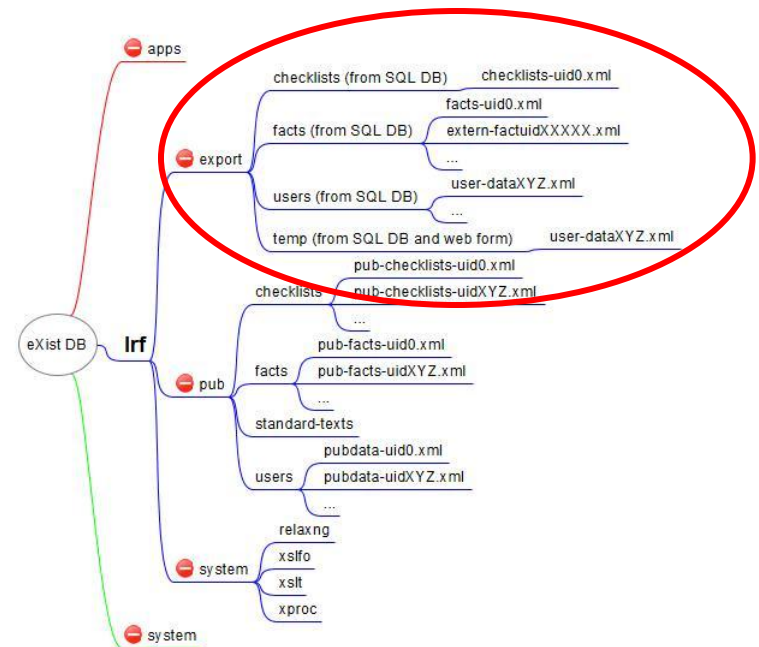 apps
checklists (from SQL DB)
checklists-uid0.xml
facts-uid0.xml
facts (from SQL DB)
extern-factuidXXXXX.xml
...
export
user-dataXYZ.xml
users (from SQL DB)
...
temp (from SQL DB and web form)
user-dataXYZ.xml
pub-checklists-uid0.xml
checklists
pub-checklists-uidXYZ.xml
...
eXist DB
lrf
pub-facts-uid0.xml
facts
pub-facts-uidXYZ.xml
...
pub
standard-texts
pubdata-uid0.xml
users
pubdata-uidXYZ.xml
...
relaxng
system
xslfo
xslt
xproc
system